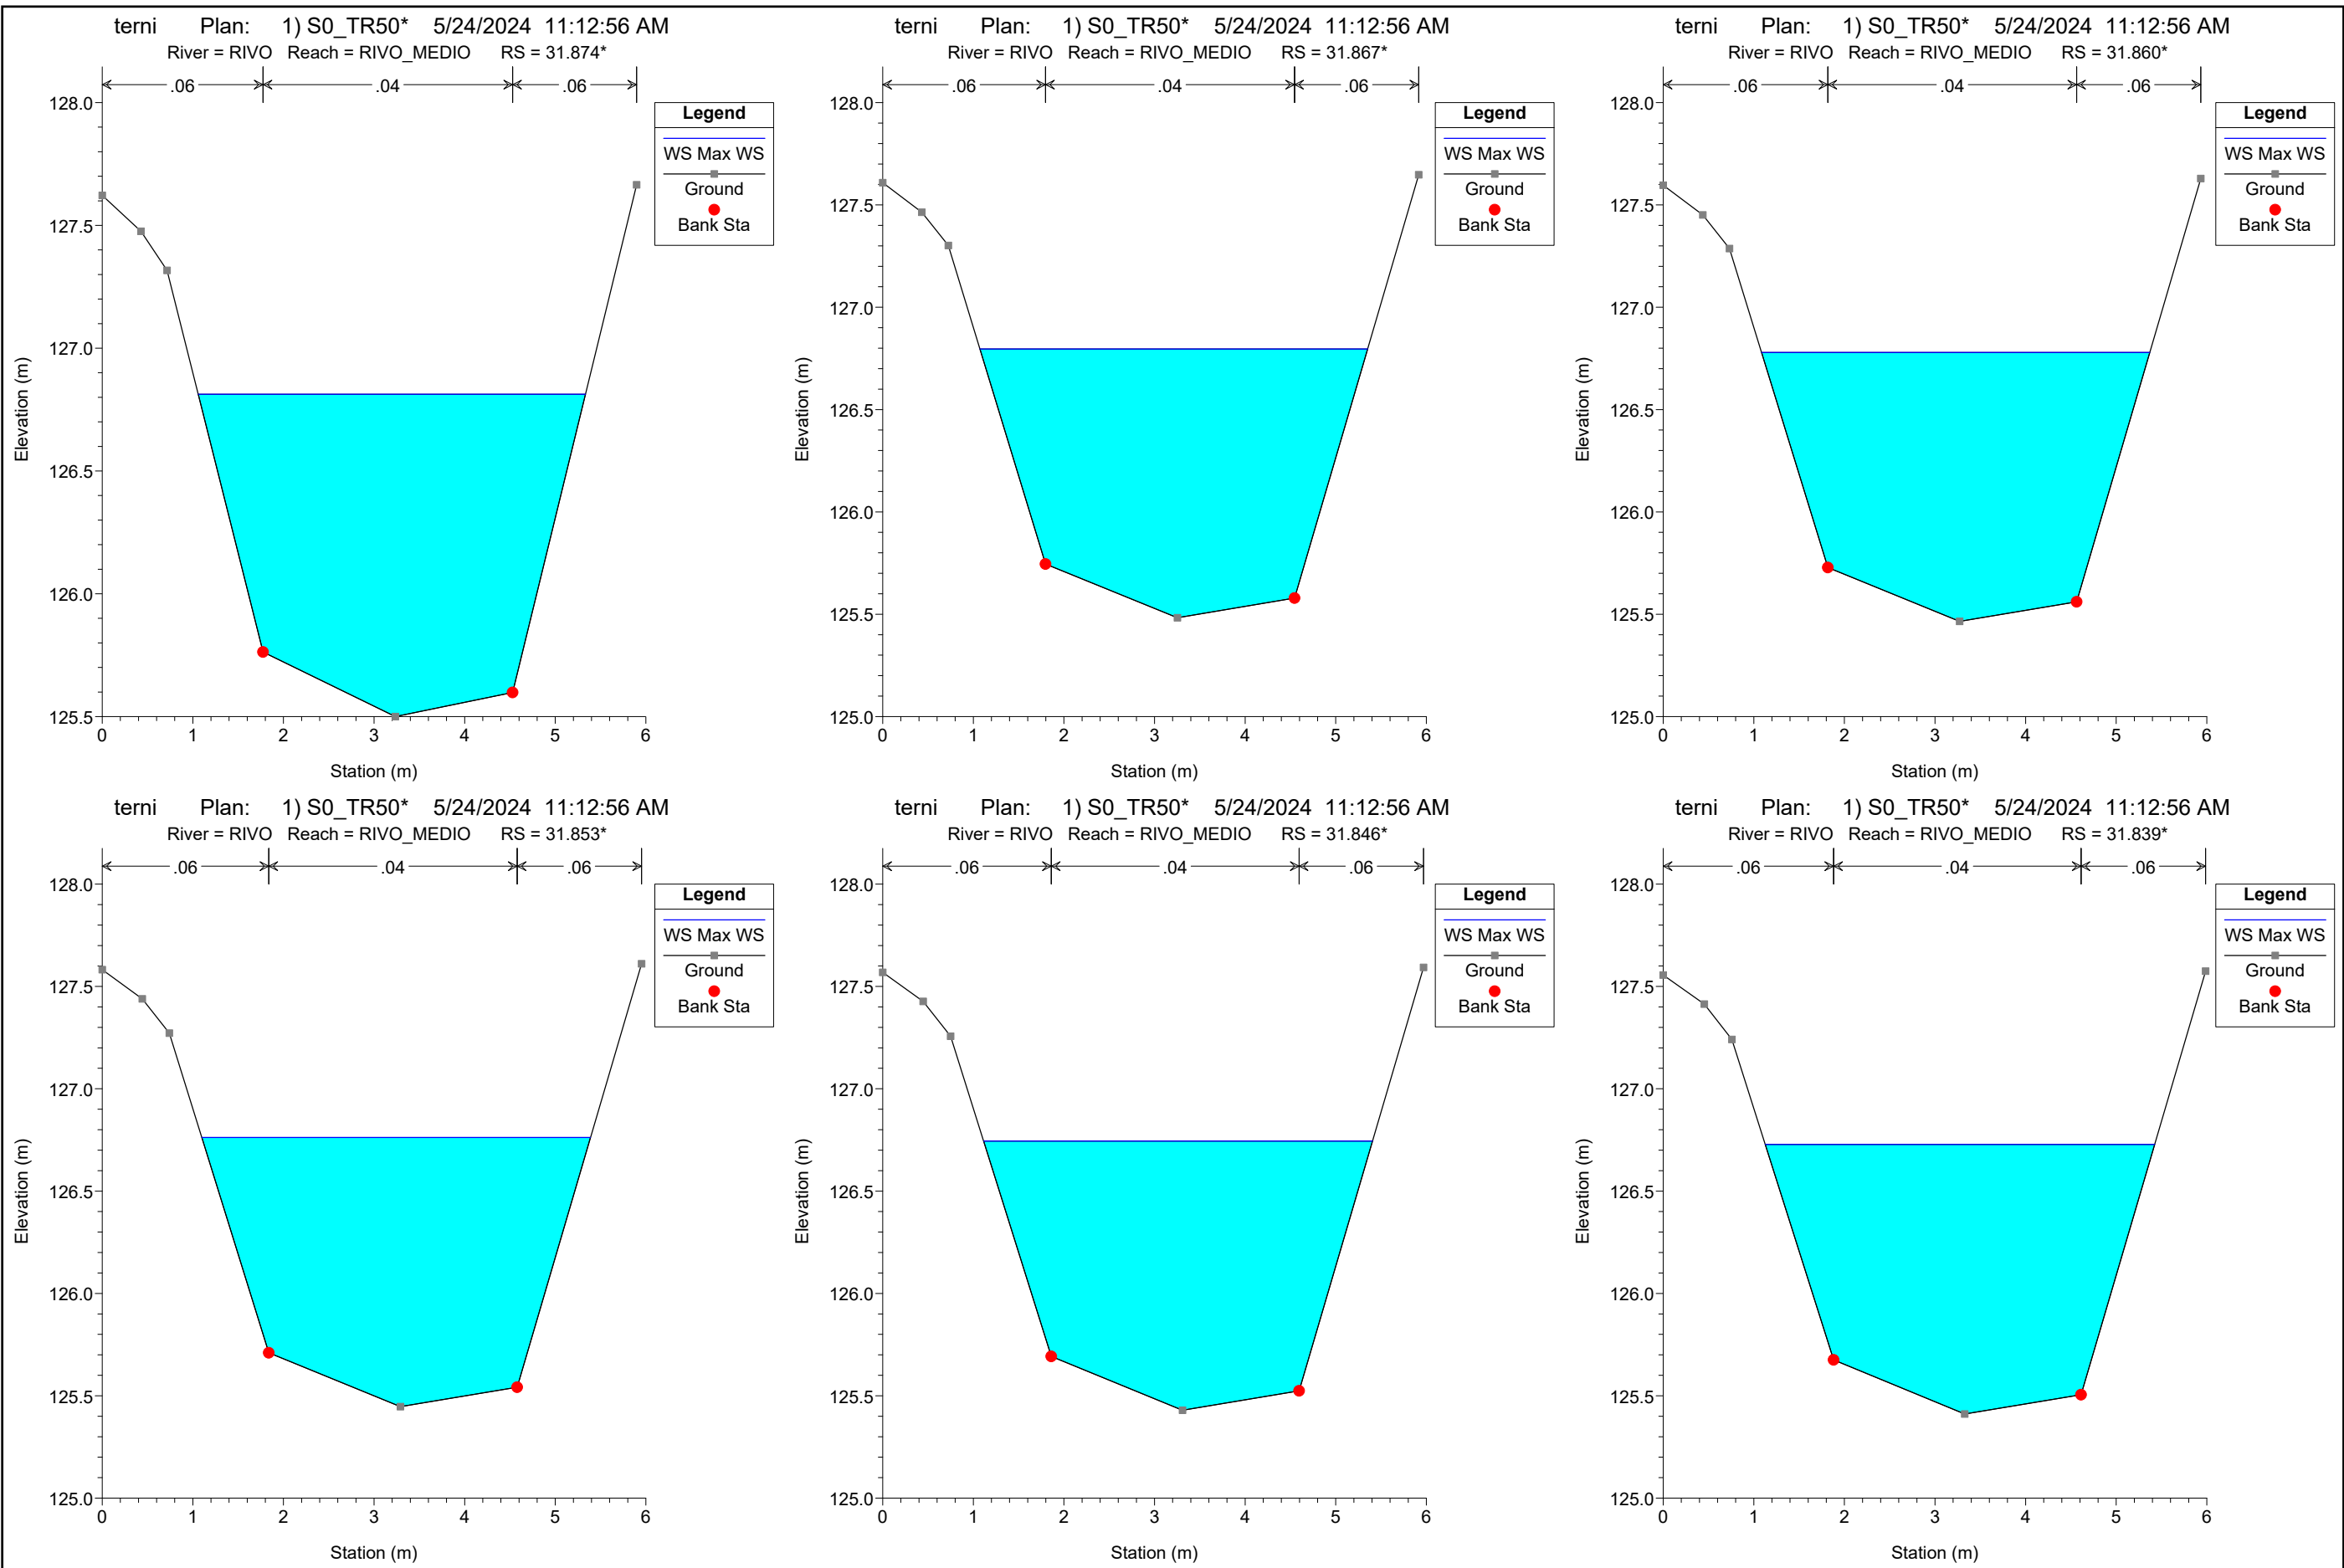 terni Plan: 1) S0_TR50* 5/24/2024 11:12:56 AM
River = RIVO Reach = RIVO_MEDIO RS = 31.874*
.06 .04 .06
128.0
127.5
127.0
126.5
126.0
125.5
Elevation (m)
0 1 2 3 4 5 6
Station (m)
Legend
WS Max WS
Ground
Bank Sta
terni Plan: 1) S0_TR50* 5/24/2024 11:12:56 AM
River = RIVO Reach = RIVO_MEDIO RS = 31.867*
.06 .04 .06
128.0
127.5
127.0
126.5
126.0
125.5
125.0
Elevation (m)
0 1 2 3 4 5 6
Station (m)
Legend
WS Max WS
Ground
Bank Sta
terni Plan: 1) S0_TR50* 5/24/2024 11:12:56 AM
River = RIVO Reach = RIVO_MEDIO RS = 31.860*
.06 .04 .06
128.0
127.5
127.0
126.5
126.0
125.5
125.0
Elevation (m)
0 1 2 3 4 5 6
Station (m)
Legend
WS Max WS
Ground
Bank Sta
terni Plan: 1) S0_TR50* 5/24/2024 11:12:56 AM
River = RIVO Reach = RIVO_MEDIO RS = 31.853*
.06 .04 .06
128.0
127.5
127.0
126.5
126.0
125.5
125.0
Elevation (m)
0 1 2 3 4 5 6
Station (m)
Legend
WS Max WS
Ground
Bank Sta
terni Plan: 1) S0_TR50* 5/24/2024 11:12:56 AM
River = RIVO Reach = RIVO_MEDIO RS = 31.846*
.06 .04 .06
128.0
127.5
127.0
126.5
126.0
125.5
125.0
Elevation (m)
0 1 2 3 4 5 6
Station (m)
Legend
WS Max WS
Ground
Bank Sta
terni Plan: 1) S0_TR50* 5/24/2024 11:12:56 AM
River = RIVO Reach = RIVO_MEDIO RS = 31.839*
.06 .04 .06
128.0
127.5
127.0
126.5
126.0
125.5
125.0
Elevation (m)
0 1 2 3 4 5 6
Station (m)
Legend
WS Max WS
Ground
Bank Sta